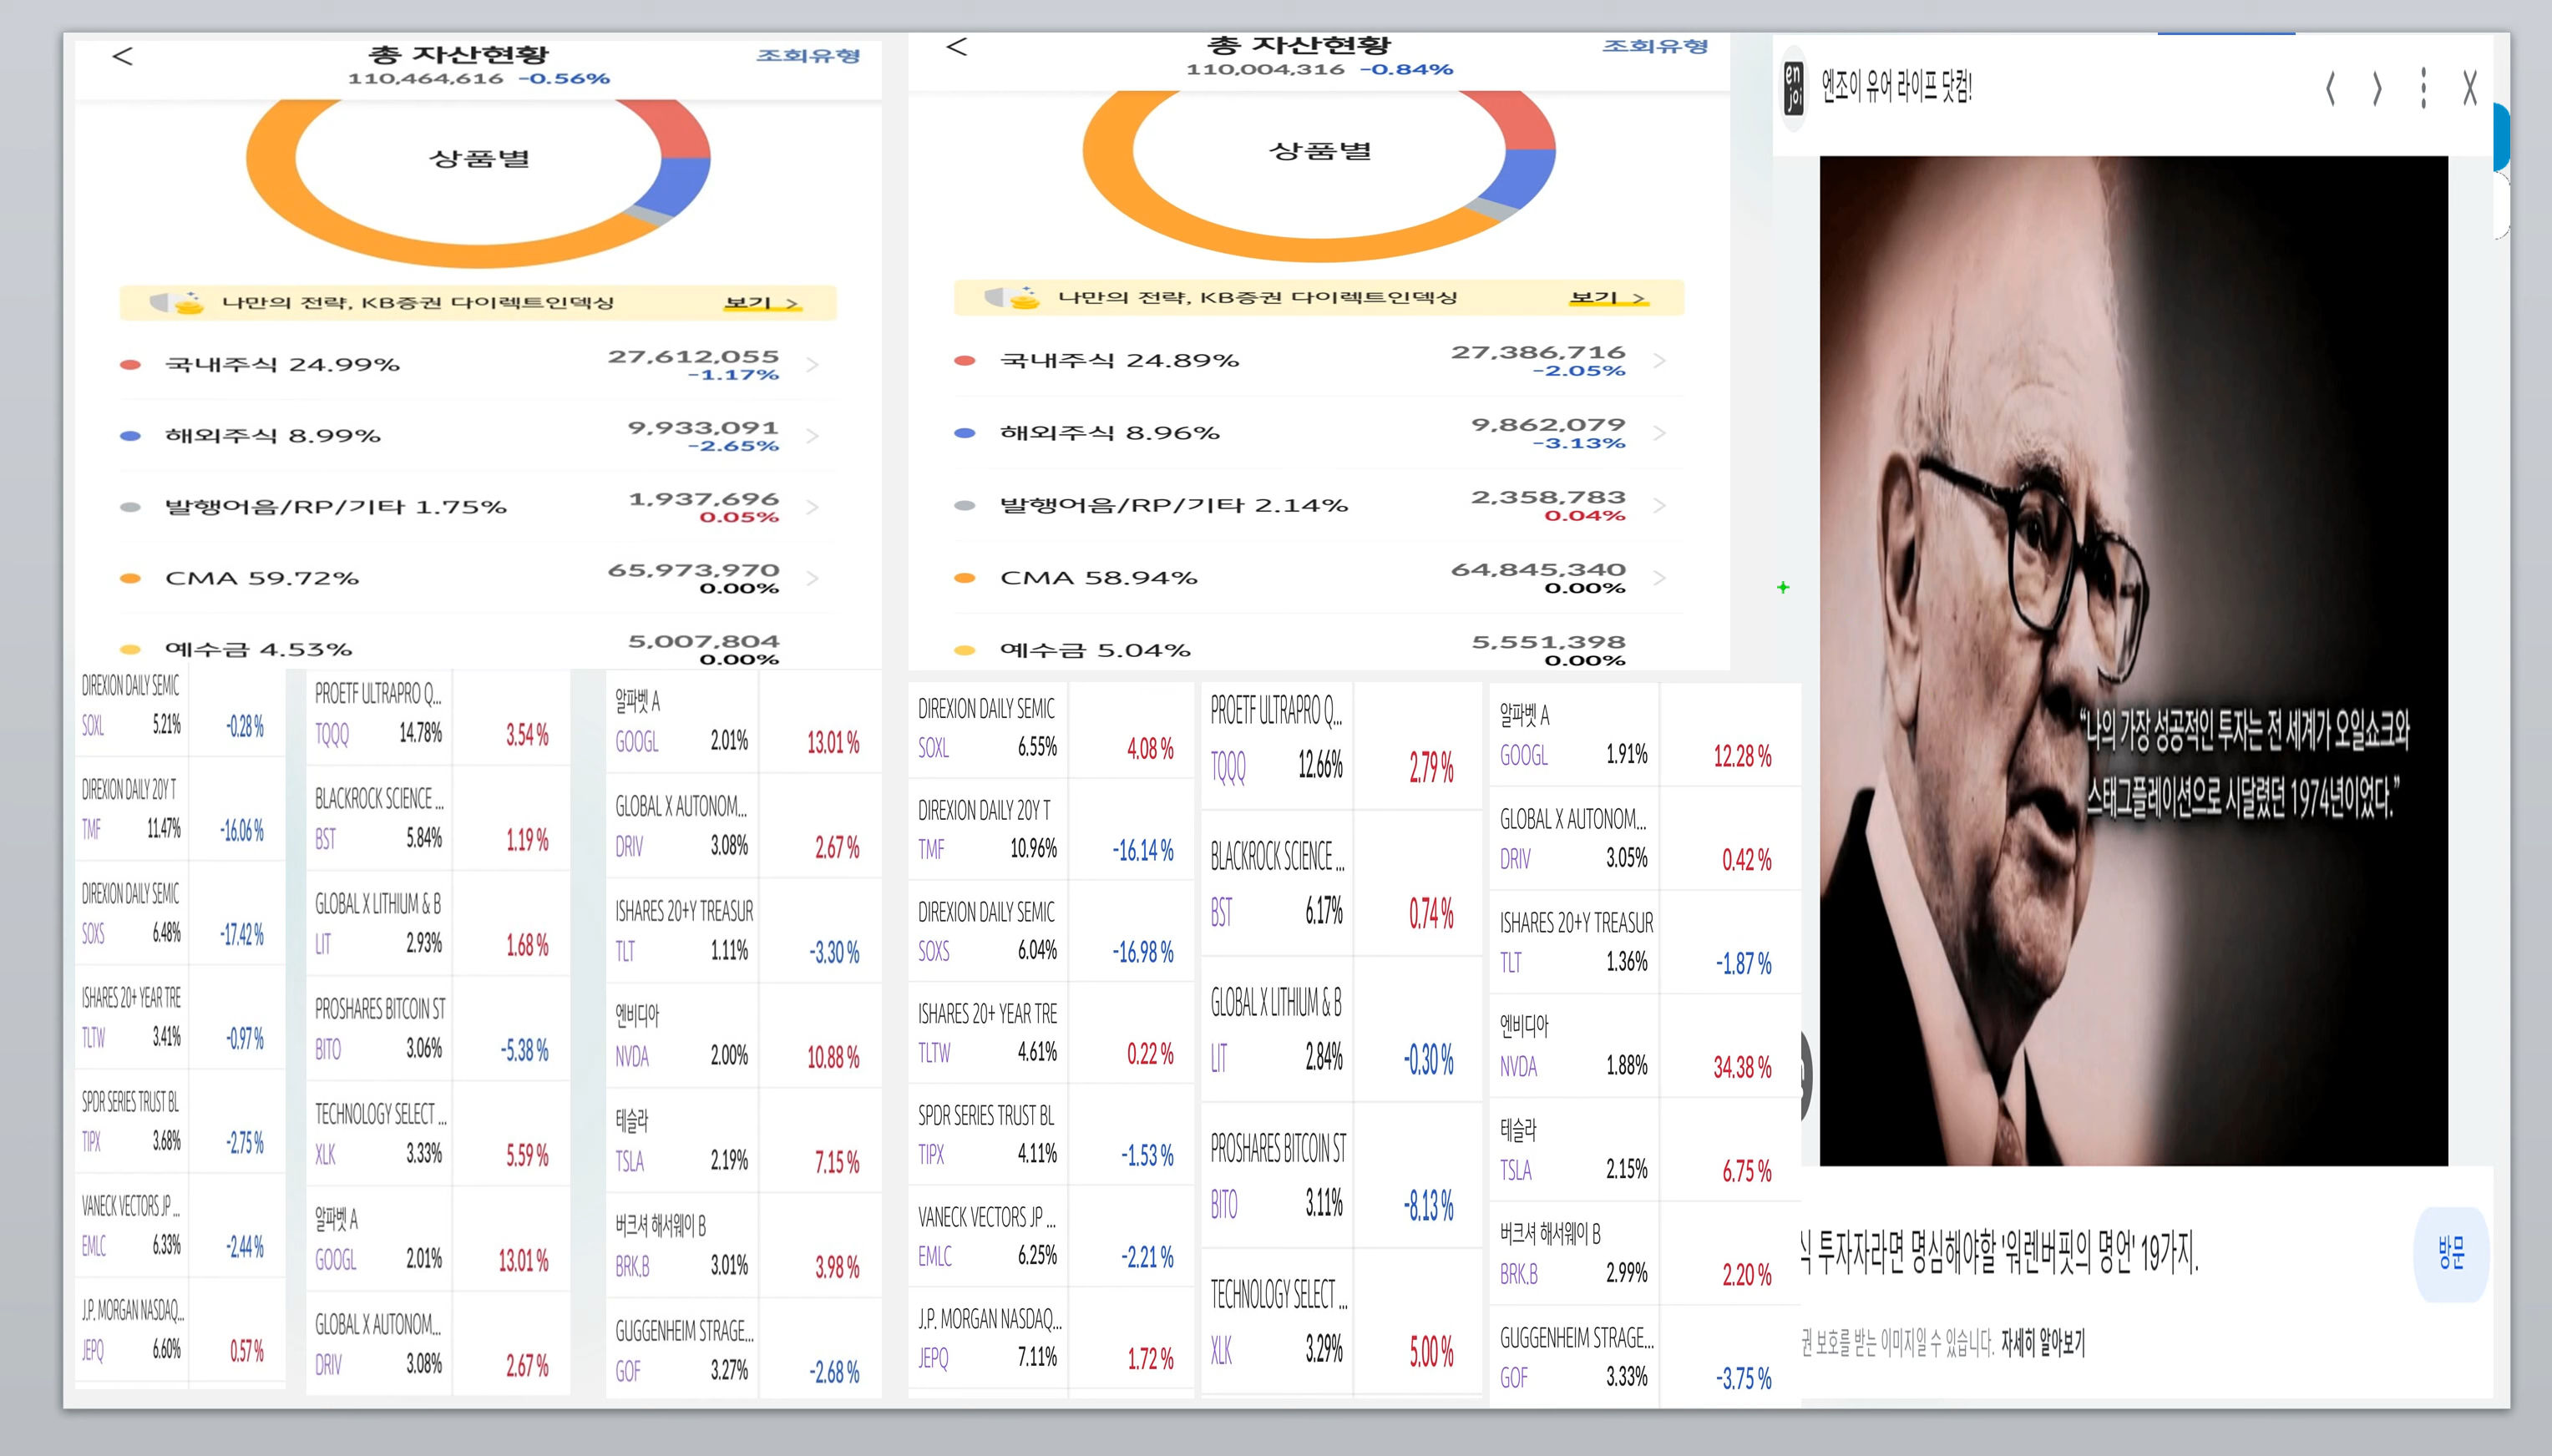 총 자산현황
조회유형
110,464,616 -0.56%
상품별
나만의 전략, KB증권 다이렉트인덱싱 보기 >
국내주식 24.99% 27,612,055
-1.17%
해외주식 8.99% 9,933,091
-2.65%
발행어음/RP/기타 1.75% 1,937,696
0.05%
CMA 59.72% 65,973,970
0.00%
예수금 4.53% 5,007,804
0.00%
DIREXION DAILY SEMIC
SOXL 5.21% -0.28%
DIREXION DAILY 20Y T
TMF 11.47% -16.06%
DIREXION DAILY SEMIC
SOXS 6.48% -17.42%
ISHARES 20+ YEAR TRE
TLTW 3.41% -0.97%
SPDR SERIES TRUST BL
TIPX 3.68% -2.75%
VANECK VECTORS JP ...
EMLC 6.33% -2.44%
J.P. MORGAN NASDAQ...
JEPQ 6.60% 0.57%
PROETF ULTRAPRO Q...
TQQQ 14.78% 3.54%
BLACKROCK SCIENCE ...
BST 5.84% 1.19%
GLOBAL X LITHIUM & B
LIT 2.93% 1.68%
PROSHARES BITCOIN ST
BITO 3.06% -5.38%
TECHNOLOGY SELECT ...
XLK 3.33% 5.59%
알파벳 A
GOOGL 2.01% 13.01%
GLOBAL X AUTONOM...
DRIV 3.08% 2.67%
알파벳 A
GOOGL 2.01% 13.01%
GLOBAL X AUTONOM...
DRIV 3.08% 2.67%
ISHARES 20+Y TREASUR
TLT 1.11% -3.30%
엔비디아
NVDA 2.00% 10.88%
테슬라
TSLA 2.19% 7.15%
버크셔 해서웨이 B
BRK.B 3.01% 3.98%
GUGGENHEIM STRAGE...
GOF 3.27% -2.68%
총 자산현황
조회유형
110,004,316 -0.84%
상품별
나만의 전략, KB증권 다이렉트인덱싱 보기 >
국내주식 24.89% 27,386,716
-2.05%
해외주식 8.96% 9,862,079
-3.13%
발행어음/RP/기타 2.14% 2,358,783
0.04%
CMA 58.94% 64,845,340
0.00%
예수금 5.04% 5,551,398
0.00%
DIREXION DAILY SEMIC
SOXL 6.55% 4.08%
DIREXION DAILY 20Y T
TMF 10.96% -16.14%
DIREXION DAILY SEMIC
SOXS 6.04% -16.98%
ISHARES 20+ YEAR TRE
TLTW 4.61% 0.22%
SPDR SERIES TRUST BL
TIPX 4.11% -1.53%
VANECK VECTORS JP ...
EMLC 6.25% -2.21%
J.P. MORGAN NASDAQ...
JEPQ 7.11% 1.72%
PROETF ULTRAPRO Q...
TQQQ 12.66% 2.79%
BLACKROCK SCIENCE ...
BST 6.17% 0.74%
GLOBAL X LITHIUM & B
LIT 2.84% -0.30%
PROSHARES BITCOIN ST
BITO 3.11% -8.13%
TECHNOLOGY SELECT ...
XLK 3.29% 5.00%
알파벳 A
GOOGL 1.91% 12.28%
GLOBAL X AUTONOM...
DRIV 3.05% 0.42%
ISHARES 20+Y TREASUR
TLT 1.36% -1.87%
엔비디아
NVDA 1.88% 34.38%
테슬라
TSLA 2.15% 6.75%
버크셔 해서웨이 B
BRK.B 2.99% 2.20%
GUGGENHEIM STRAGE...
GOF 3.33% -3.75%
en
joi
엔조이 유어 라이프 닷컴!
“나의 가장 성공적인 투자는 전 세계가 오일쇼크와
스태그플레이션으로 시달렸던 1974년이었다.”
식 투자자라면 명심해야할 '워렌버핏의 명언' 19가지.
방문
권 보호를 받는 이미지일 수 있습니다. 자세히 알아보기